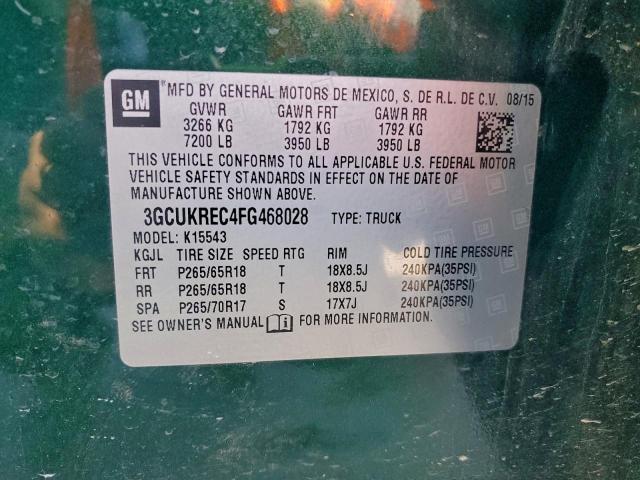 GM
MFD BY GENERAL MOTORS DE MEXICO, S. DE R.L. DE C.V. 08/15
GVWR GAWR FRT GAWR RR
3266 KG 1792 KG 1792 KG
7200 LB 3950 LB 3950 LB
THIS VEHICLE CONFORMS TO ALL APPLICABLE U.S. FEDERAL MOTOR
VEHICLE SAFETY STANDARDS IN EFFECT ON THE DATE OF
MANUFACTURE SHOWN ABOVE.
3GCUKREC4FG468028 TYPE: TRUCK
MODEL: K15543
KGJL TIRE SIZE SPEED RTG RIM COLD TIRE PRESSURE
FRT P265/65R18 T 18X8.5J 240KPA(35PSI)
RR P265/65R18 T 18X8.5J 240KPA(35PSI)
SPA P265/70R17 S 17X7J 240KPA(35PSI)
SEE OWNER'S MANUAL FOR MORE INFORMATION.